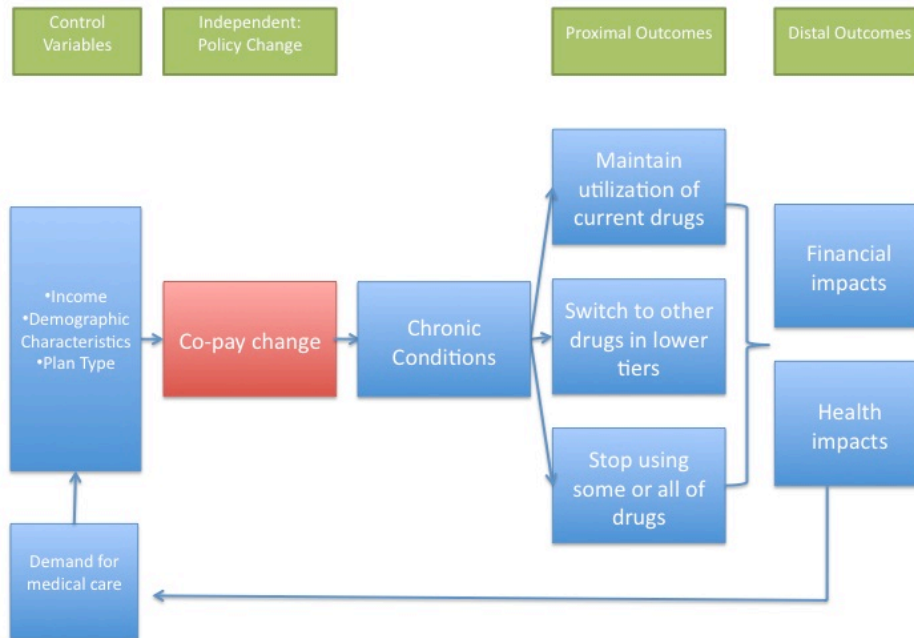 Control
Variables
Independent:
Policy Change
Proximal Outcomes
Distal Outcomes
•Income
•Demographic
Characteristics
•Plan Type
Co-pay change
Chronic
Conditions
Maintain
utilization of
current drugs
Switch to other
drugs in lower
tiers
Stop using
some or all of
drugs
Financial
impacts
Health
impacts
Demand for
medical care